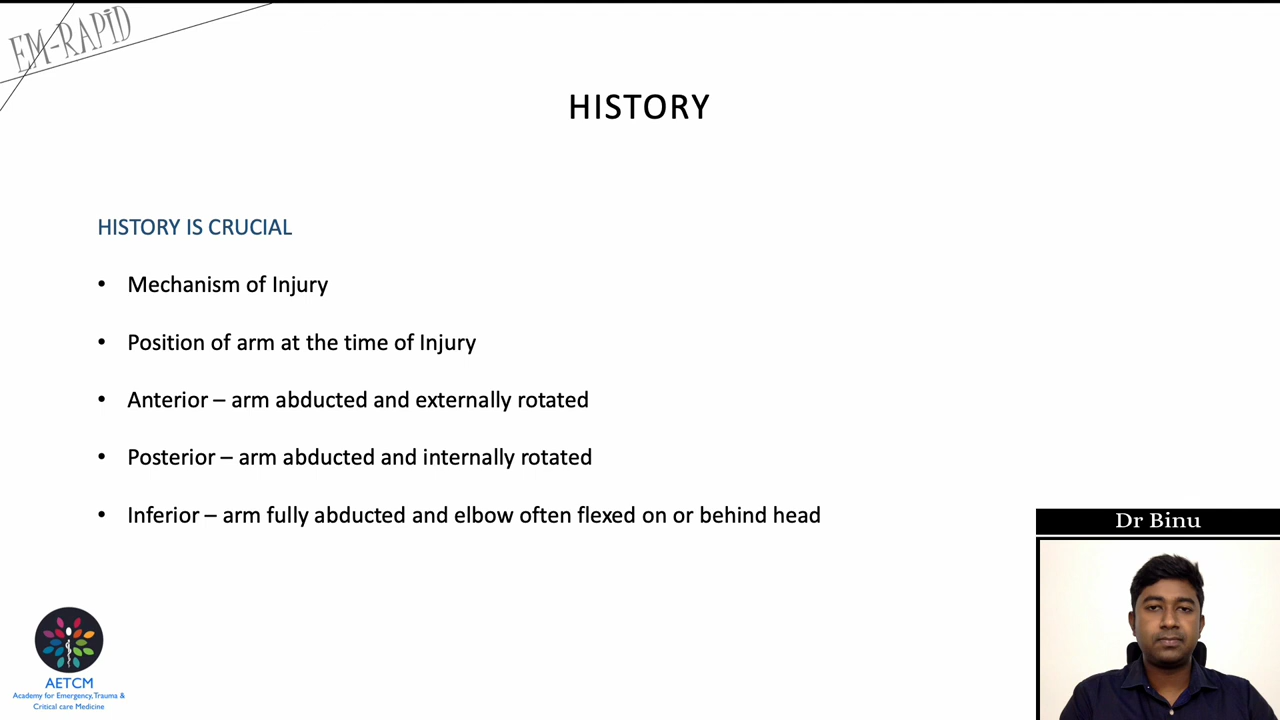 EM-RAPID
HISTORY
HISTORY IS CRUCIAL
• Mechanism of Injury
• Position of arm at the time of Injury
• Anterior – arm abducted and externally rotated
• Posterior – arm abducted and internally rotated
• Inferior – arm fully abducted and elbow often flexed on or behind head
Dr Binu
AETCM
Academy for Emergency, Trauma &
Critical care Medicine